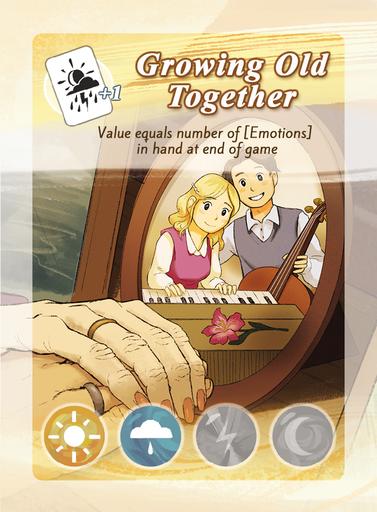 +1
Growing Old
Together
Value equals number of [Emotions]
in hand at end of game